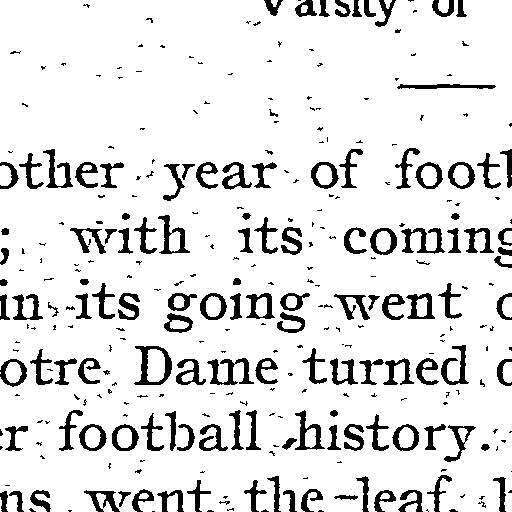 Varsity of
other year of footb
; with its coming
in its going went o
otre Dame turned
er football history.
ns went the leaf, h